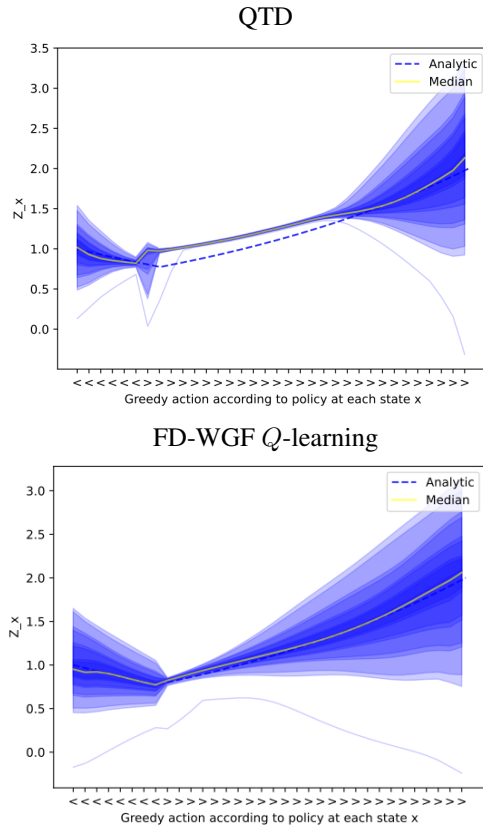 QTD
3.5
3.0
2.5
2.0
1.5
1.0
0.5
0.0
Z_x
Analytic
Median
< < < < < < > > > > > > > > > > > > > > > > > > > > > > > > > > > >
Greedy action according to policy at each state x
FD-WGF Q-learning
3.0
2.5
2.0
1.5
1.0
0.5
0.0
Z_x
Analytic
Median
< < < < < < < < > > > > > > > > > > > > > > > > > > > > > > > > > >
Greedy action according to policy at each state x